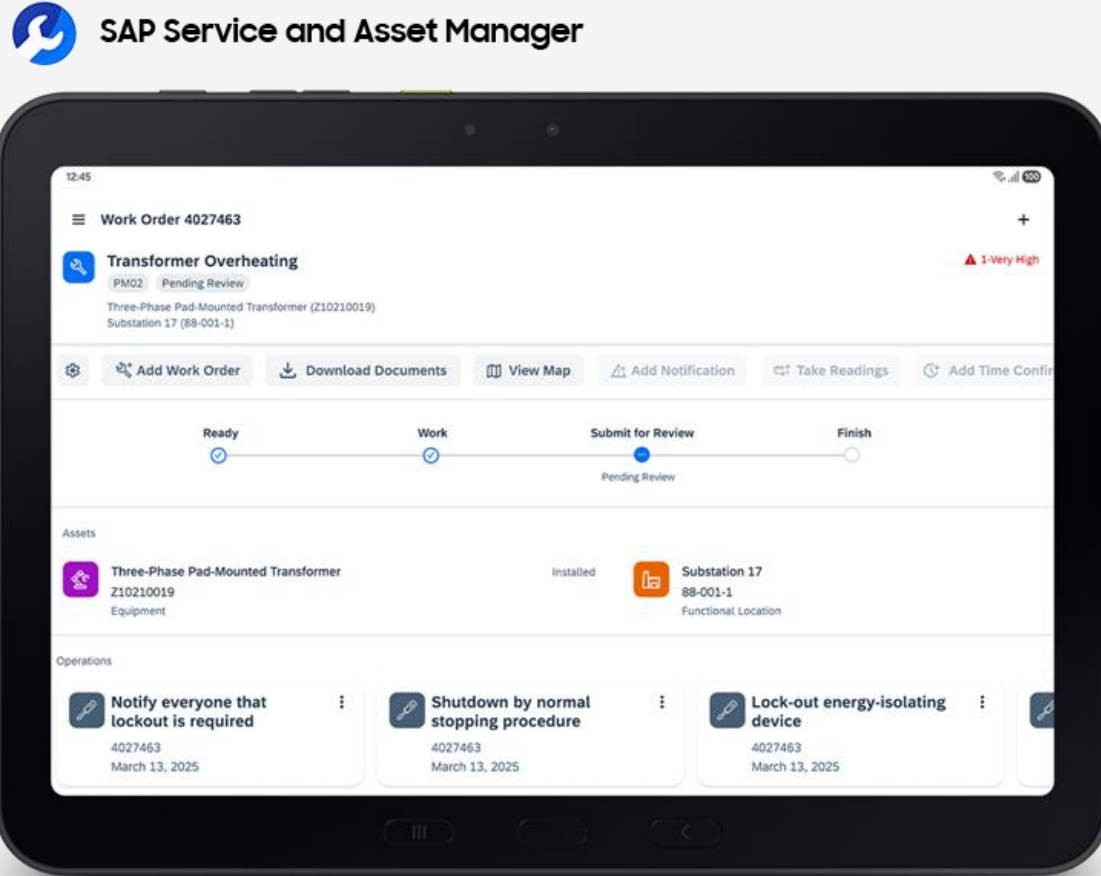 SAP Service and Asset Manager
12:45
100
Work Order 4027463
Transformer Overheating
1-Very High
PM02 Pending Review
Three-Phase Pad-Mounted Transformer (Z10210019)
Substation 17 (88-001-1)
Add Work Order Download Documents View Map Add Notification Take Readings Add Time Confir
Ready Work Submit for Review Finish
Pending Review
Assets
Three-Phase Pad-Mounted Transformer Installed
Z10210019
Equipment
Substation 17
88-001-1
Functional Location
Operations
Notify everyone that
lockout is required
4027463
March 13, 2025
Shutdown by normal
stopping procedure
4027463
March 13, 2025
Lock-out energy-isolating
device
4027463
March 13, 2025